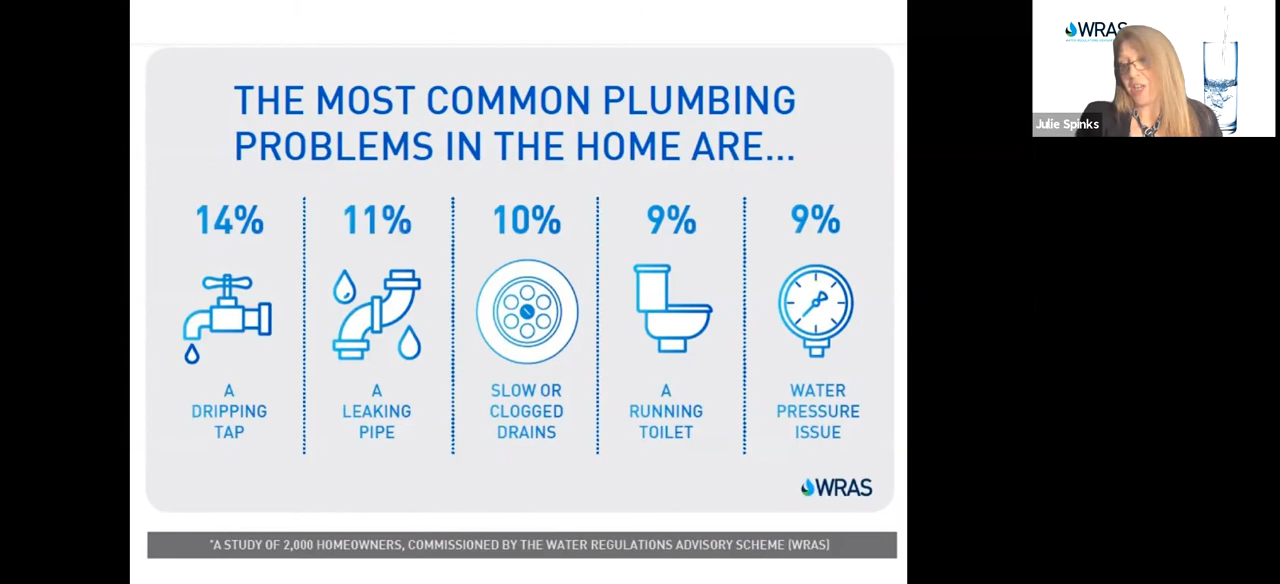 THE MOST COMMON PLUMBING
PROBLEMS IN THE HOME ARE...
14%
11%
10%
9%
9%
A
DRIPPING
TAP
A
LEAKING
PIPE
SLOW OR
CLOGGED
DRAINS
A
RUNNING
TOILET
WATER
PRESSURE
ISSUE
WRAS
*A STUDY OF 2,000 HOMEOWNERS, COMMISSIONED BY THE WATER REGULATIONS ADVISORY SCHEME (WRAS)
WRAS
Julie Spinks